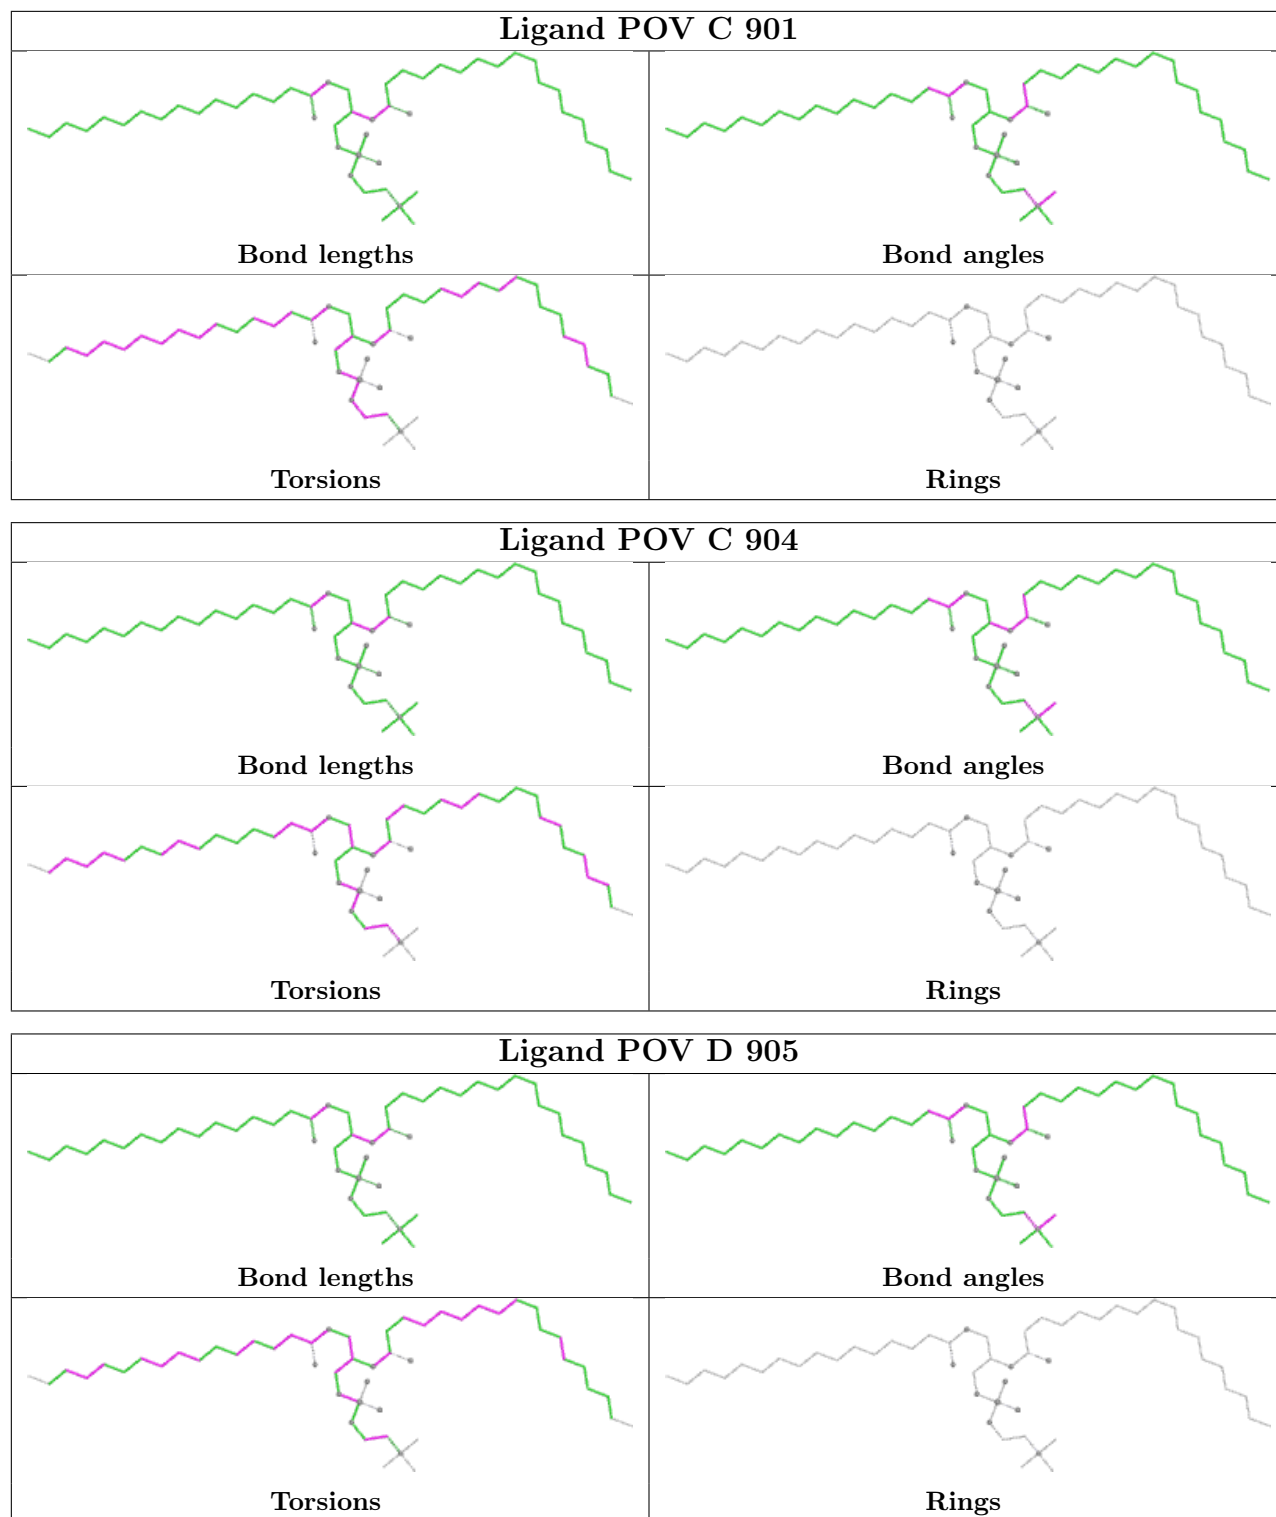 Ligand POV C 901
Bond lengths
Bond angles
Torsions
Rings
Ligand POV C 904
Bond lengths
Bond angles
Torsions
Rings
Ligand POV D 905
Bond lengths
Bond angles
Torsions
Rings